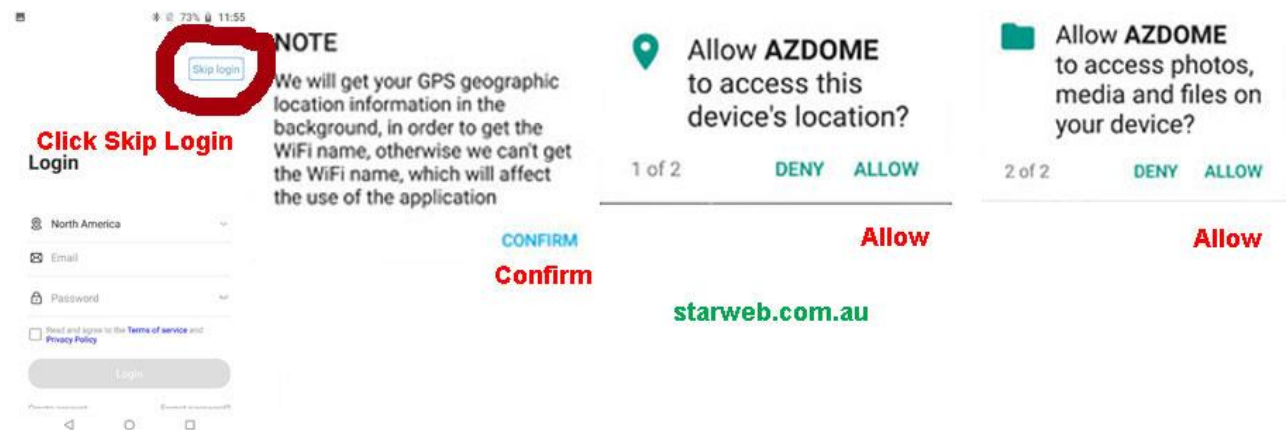 73% 11:55
Skip login
Click Skip Login
Login
North America
Email
Password
Read and agree to the Terms of service and
Privacy Policy
Login
Create account Forgot password?
NOTE
We will get your GPS geographic
location information in the
background, in order to get the
WiFi name, otherwise we can't get
the WiFi name, which will affect
the use of the application
CONFIRM
Confirm
Allow AZDOME
to access this
device's location?
1 of 2 DENY ALLOW
Allow
Allow AZDOME
to access photos,
media and files on
your device?
2 of 2 DENY ALLOW
Allow
starweb.com.au